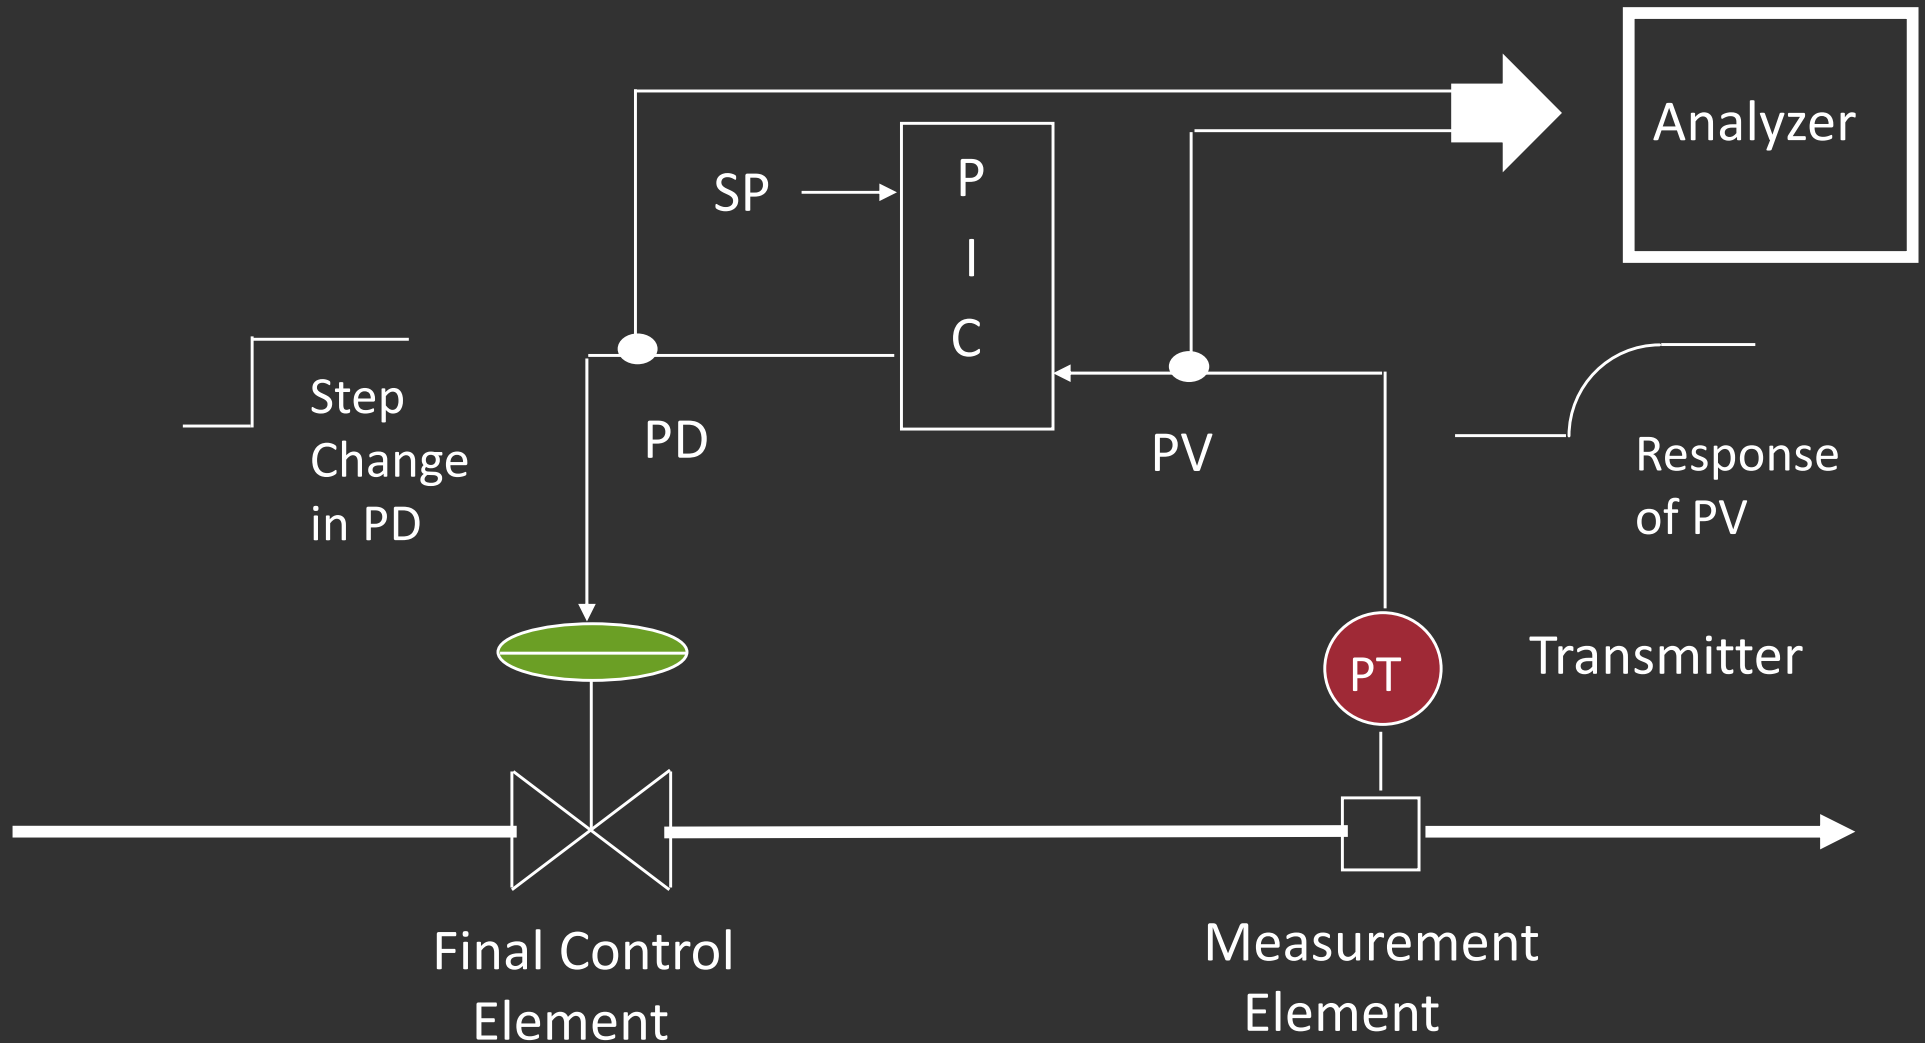 Analyzer
SP
P
I
C
Step
Change
in PD
PD
PV
Response
of PV
PT
Transmitter
Final Control
Element
Measurement
Element